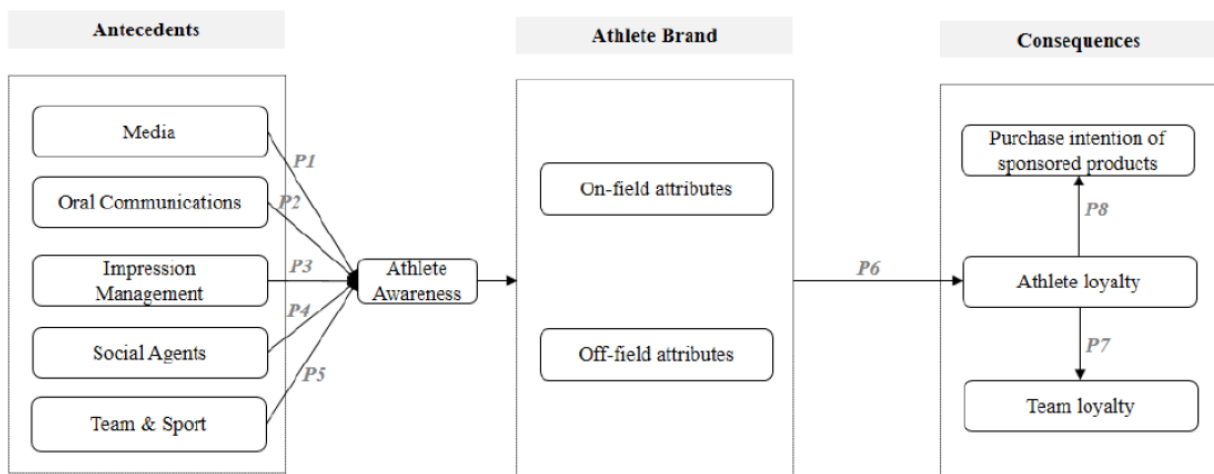 Antecedents
Athlete Brand
Consequences
Media
P1
Oral Communications
P2
Impression
Management
P3
Social Agents
P4
Team & Sport
P5
Athlete
Awareness
On-field attributes
Off-field attributes
P6
Purchase intention of
sponsored products
P8
Athlete loyalty
P7
Team loyalty